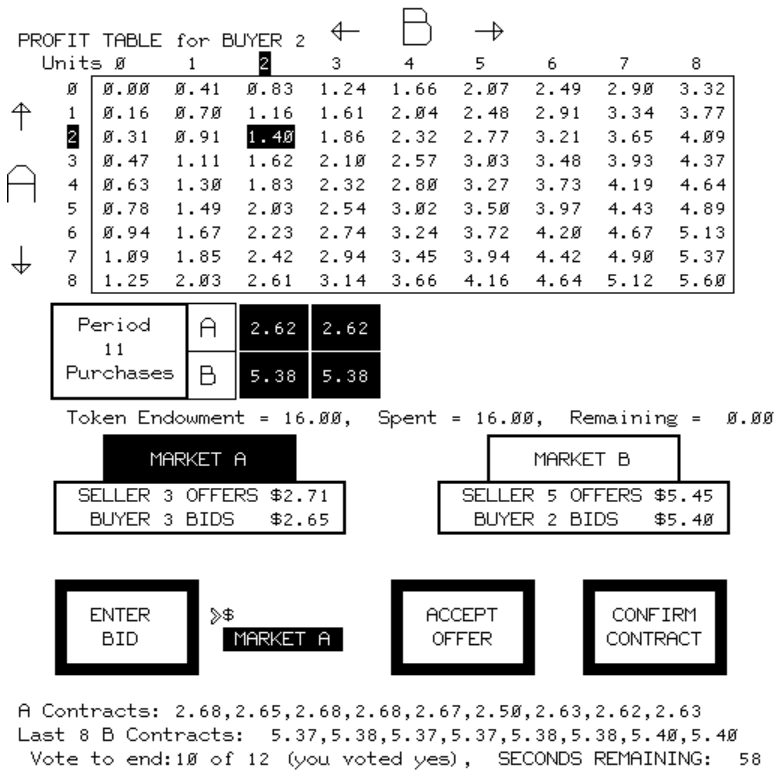 B
PROFIT TABLE for BUYER 2 ← →
Units 0 1 2 3 4 5 6 7 8
0 0.00 0.41 0.83 1.24 1.66 2.07 2.49 2.90 3.32
1 0.16 0.70 1.16 1.61 2.04 2.48 2.91 3.34 3.77
2 0.31 0.91 1.40 1.86 2.32 2.77 3.21 3.65 4.09
3 0.47 1.11 1.62 2.10 2.57 3.03 3.48 3.93 4.37
A 4 0.63 1.30 1.83 2.32 2.80 3.27 3.73 4.19 4.64
5 0.78 1.49 2.03 2.54 3.02 3.50 3.97 4.43 4.89
6 0.94 1.67 2.23 2.74 3.24 3.72 4.20 4.67 5.13
7 1.09 1.85 2.42 2.94 3.45 3.94 4.42 4.90 5.37
8 1.25 2.03 2.61 3.14 3.66 4.16 4.64 5.12 5.60
Period
11
Purchases
A 2.62 2.62
B 5.38 5.38
Token Endowment = 16.00, Spent = 16.00, Remaining = 0.00
MARKET A
SELLER 3 OFFERS $2.71
BUYER 3 BIDS $2.65
MARKET B
SELLER 5 OFFERS $5.45
BUYER 2 BIDS $5.40
ENTER
BID
>$
MARKET A
ACCEPT
OFFER
CONFIRM
CONTRACT
A Contracts: 2.68,2.65,2.68,2.68,2.67,2.50,2.63,2.62,2.63
Last 8 B Contracts: 5.37,5.38,5.37,5.37,5.38,5.38,5.40,5.40
Vote to end:10 of 12 (you voted yes), SECONDS REMAINING: 58